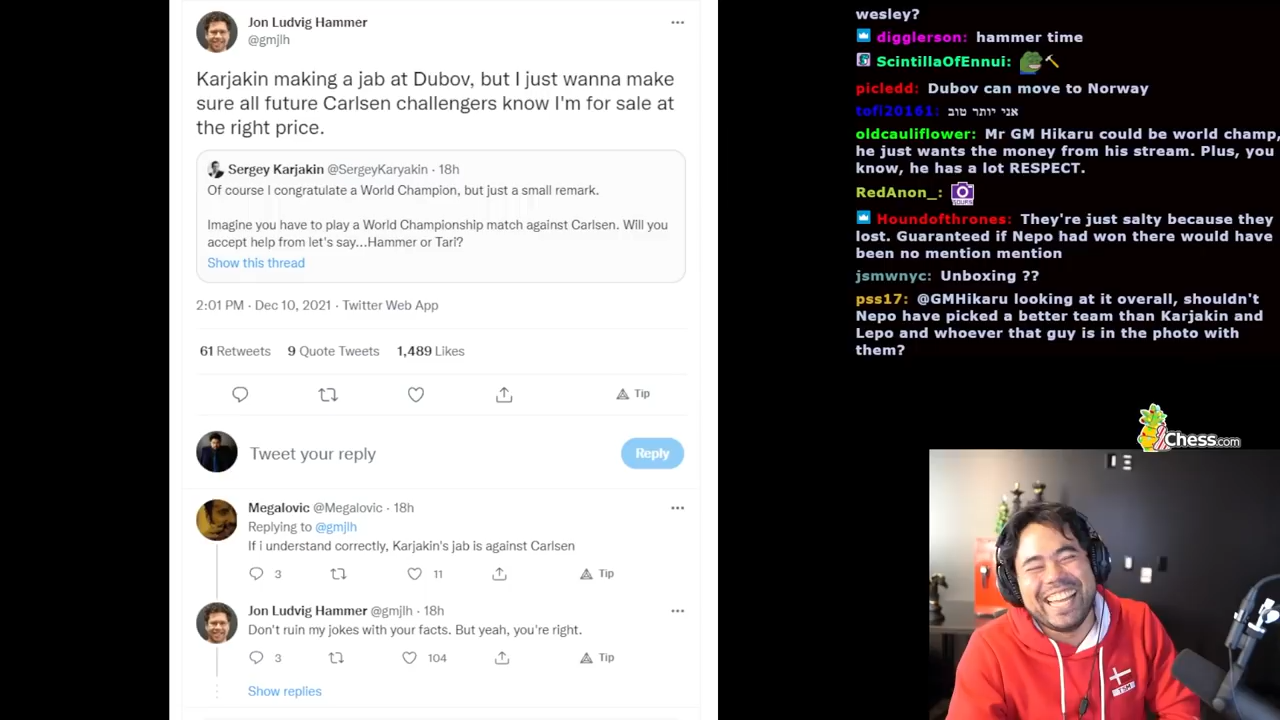 Jon Ludvig Hammer
@gmjlh
Karjakin making a jab at Dubov, but I just wanna make
sure all future Carlsen challengers know I'm for sale at
the right price.
Sergey Karjakin @SergeyKaryakin · 18h
Of course I congratulate a World Champion, but just a small remark.
Imagine you have to play a World Championship match against Carlsen. Will you
accept help from let's say...Hammer or Tari?
Show this thread
2:01 PM · Dec 10, 2021 · Twitter Web App
61 Retweets 9 Quote Tweets 1,489 Likes
Tip
Tweet your reply
Reply
Megalovic @Megalovic · 18h
Replying to @gmjlh
If i understand correctly, Karjakin's jab is against Carlsen
3 11 Tip
Jon Ludvig Hammer @gmjlh · 18h
Don't ruin my jokes with your facts. But yeah, you're right.
3 104 Tip
Show replies
wesley?
digglerson: hammer time
ScintillaOfEnnui:
picledd: Dubov can move to Norway
tofi20161: אני יותר טוב
oldcauliflower: Mr GM Hikaru could be world champ,
he just wants the money from his stream. Plus, you
know, he has a lot RESPECT.
RedAnon_:
Houndofthrones: They're just salty because they
lost. Guaranteed if Nepo had won there would have
been no mention mention
jsmwnyc: Unboxing ??
pss17: @GMHikaru looking at it overall, shouldn't
Nepo have picked a better team than Karjakin and
Lepo and whoever that guy is in the photo with
them?
Chess.com
TSM